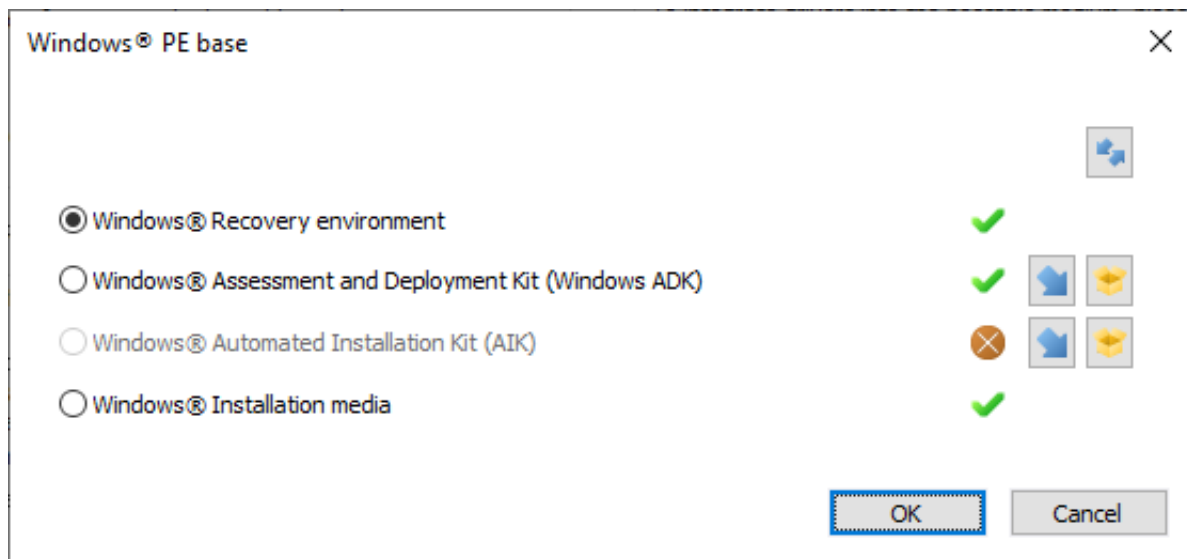 Windows® PE base
Windows® Recovery environment
Windows® Assessment and Deployment Kit (Windows ADK)
Windows® Automated Installation Kit (AIK)
Windows® Installation media
OK
Cancel